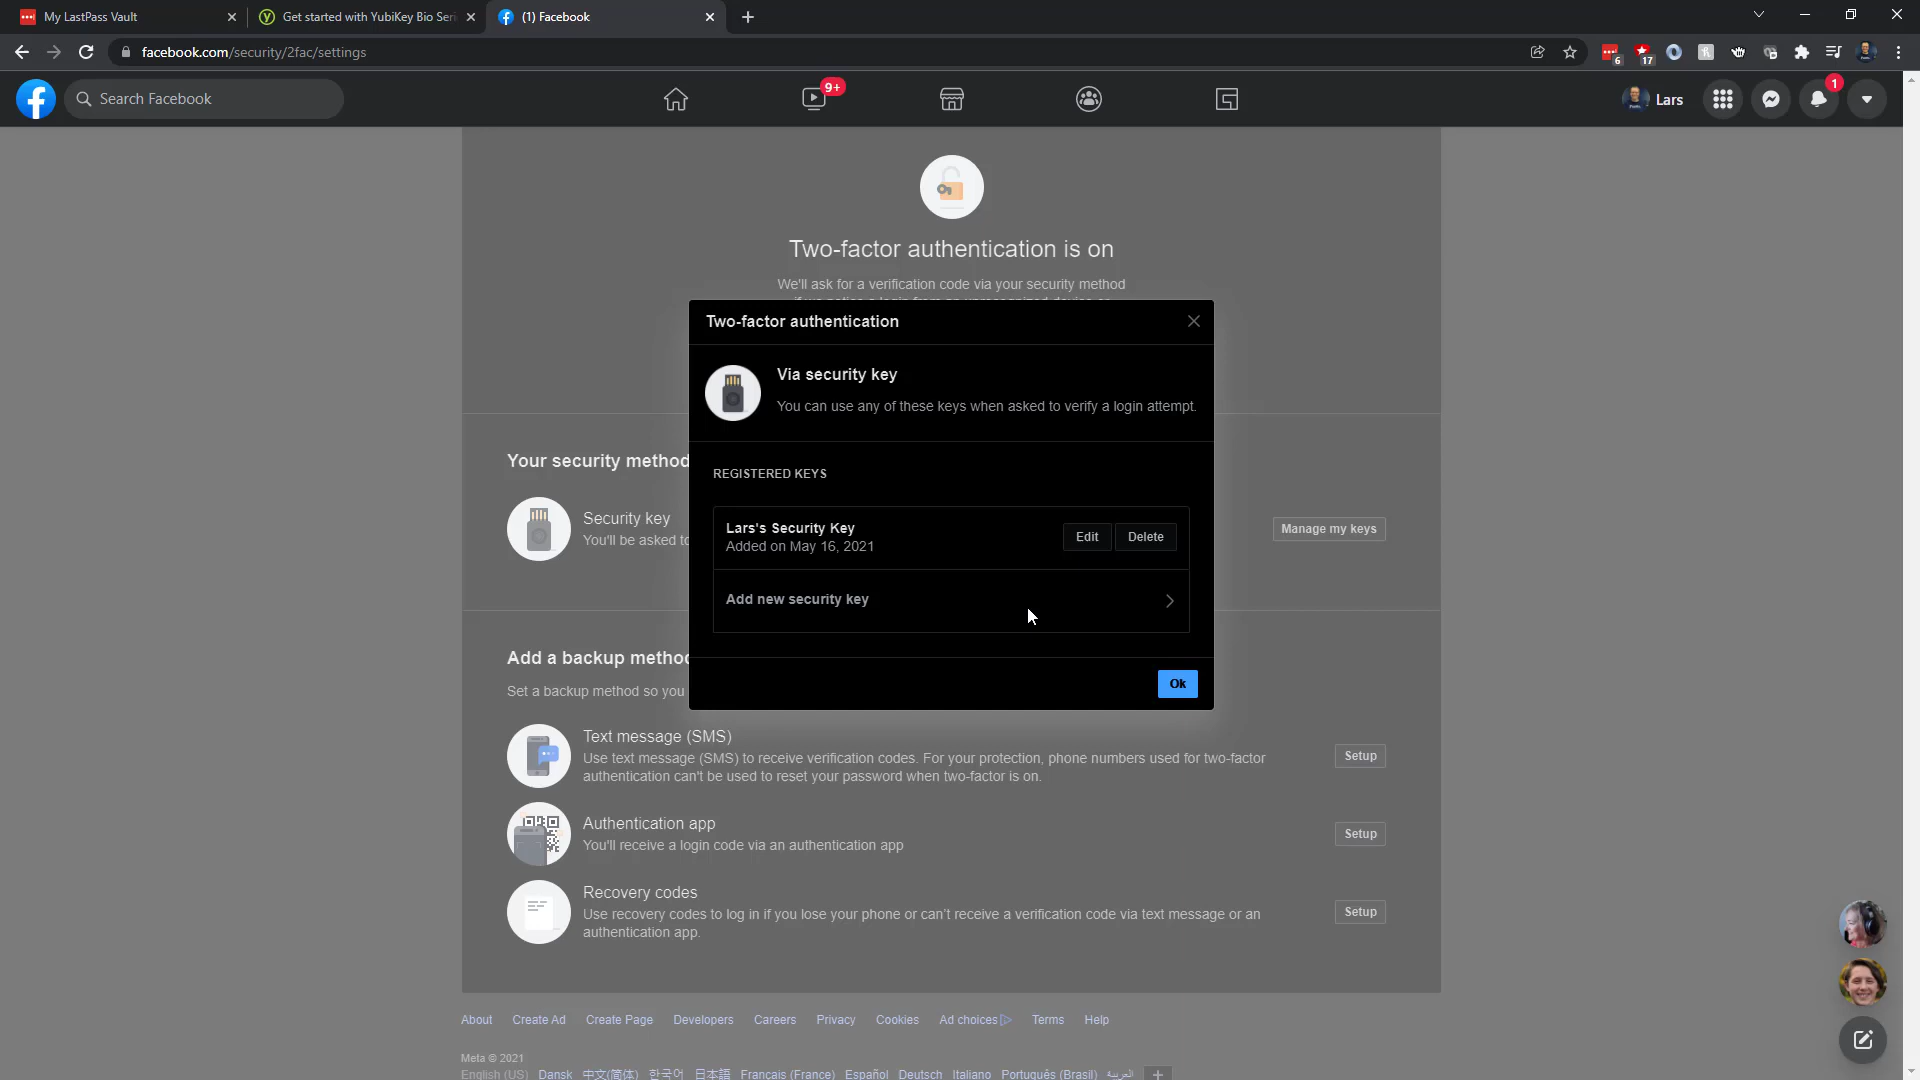 My LastPass Vault
Get started with YubiKey Bio Seri
(1) Facebook
facebook.com/security/2fac/settings
6
17
Search Facebook
9+
Lars
1
Two-factor authentication is on
We'll ask for a verification code via your security method
Two-factor authentication
Via security key
You can use any of these keys when asked to verify a login attempt.
Your security method
REGISTERED KEYS
Security key
You'll be asked to
Lars's Security Key
Added on May 16, 2021
Edit
Delete
Manage my keys
Add new security key
Add a backup method
Set a backup method so you
Ok
Text message (SMS)
Use text message (SMS) to receive verification codes. For your protection, phone numbers used for two-factor
authentication can't be used to reset your password when two-factor is on.
Setup
Authentication app
You'll receive a login code via an authentication app
Setup
Recovery codes
Use recovery codes to log in if you lose your phone or can't receive a verification code via text message or an
authentication app.
Setup
About Create Ad Create Page Developers Careers Privacy Cookies Ad choices Terms Help
Meta © 2021
English (US) Dansk 中文(简体) 한국어 日本語 Français (France) Español Deutsch Italiano Português (Brasil) العربية